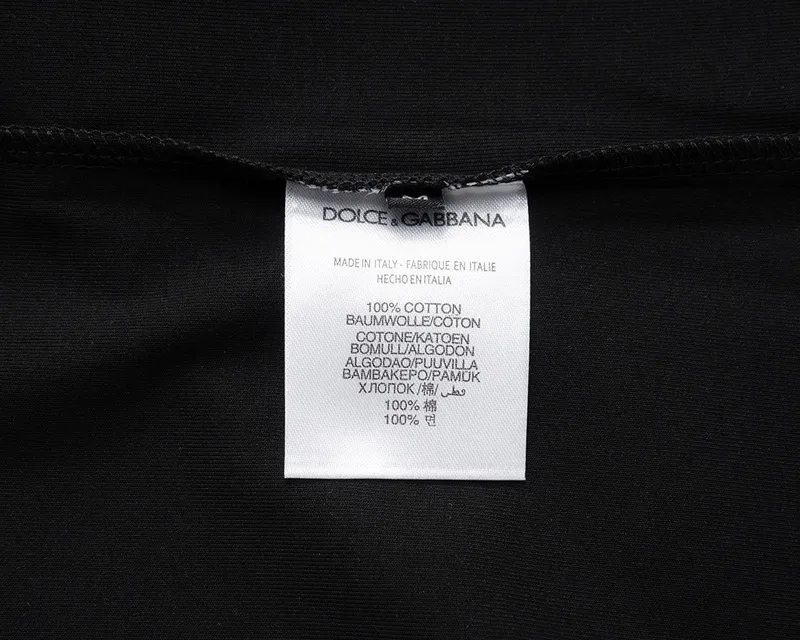 DOLCE & GABBANA
MADE IN ITALY - FABRIQUE EN ITALIE
HECHO EN ITALIA
100% COTTON
BAUMWOLLE/COTON
COTONE/KATOEN
BOMULL/ALGODON
ALGODAO/PUUVILLA
BAMBAKEPO/PAMUK
ХЛОПОК/棉/قطن
100% 棉
100% 면